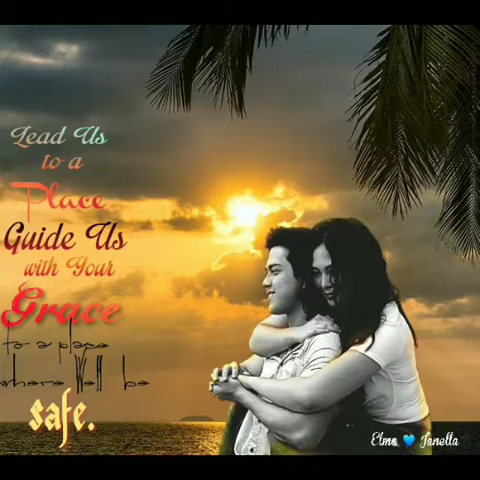 Lead Us
to a
Place
Guide Us
with Your
Grace
to a place
where We'll be
safe.
Elmo 💙 Janella